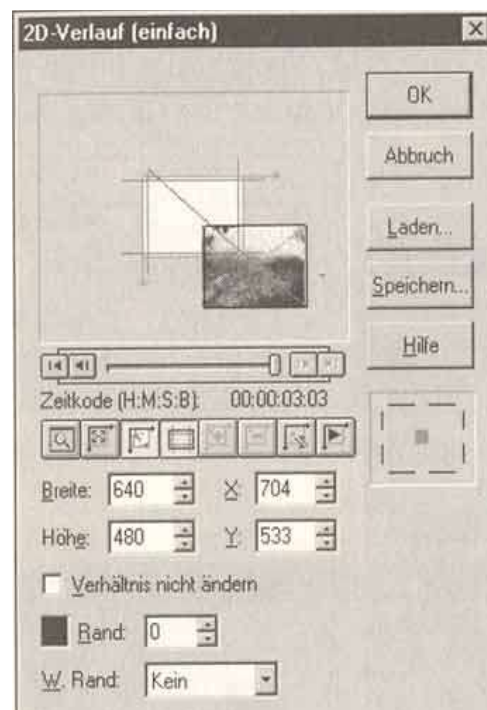 2D-Verlauf (einfach)
OK
Abbruch
Laden...
Speichern...
Hilfe
Zeitkode (H:M:S:B): 00:00:03:03
Breite: 640 X: 704
Höhe: 480 Y: 533
Verhältnis nicht ändern
Rand: 0
W. Rand: Kein